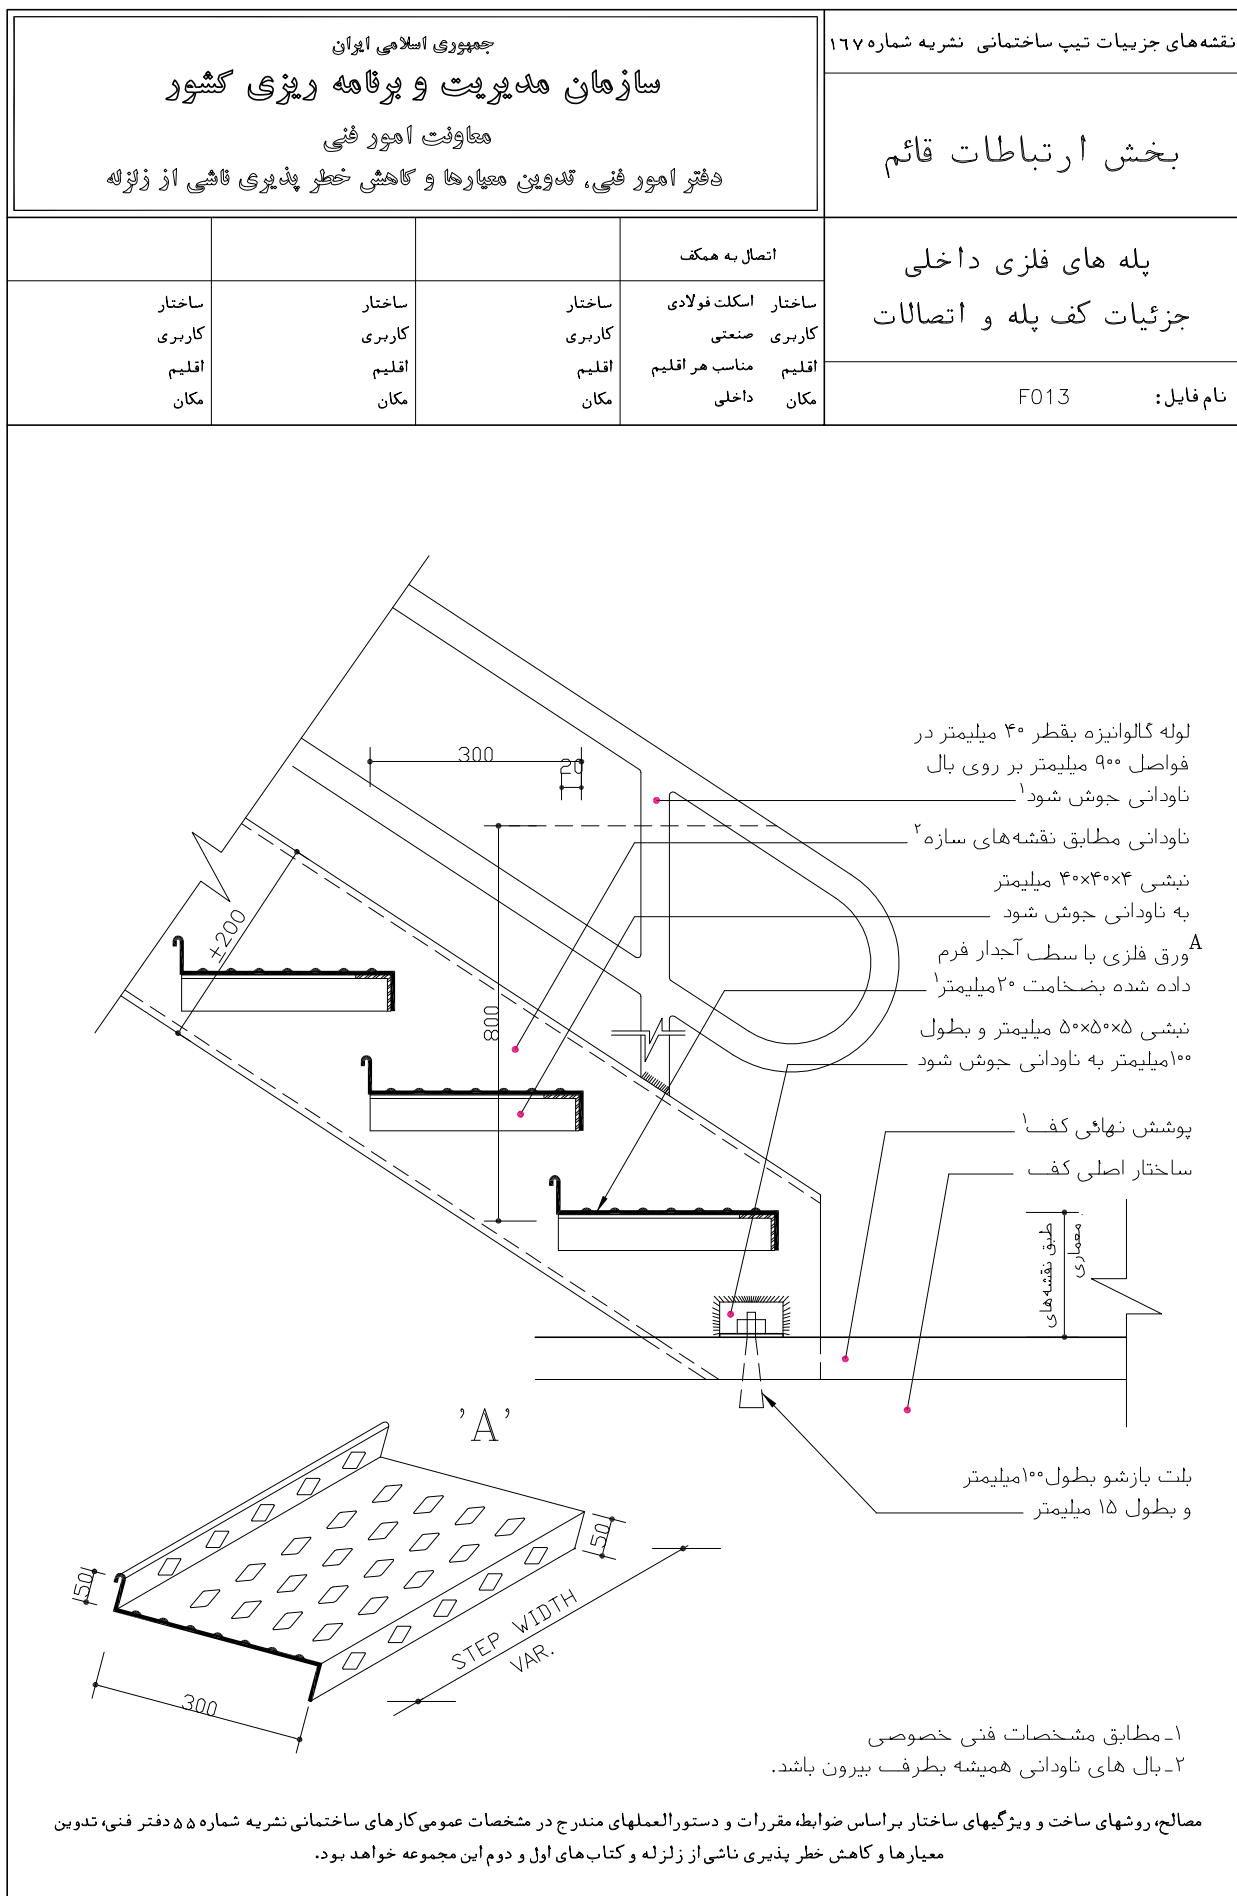 نقشه‌های جزییات تیپ ساختمانی نشریه شماره ۱۶۷
بخش ارتباطات قائم
جمهوری اسلامی ایران
سازمان مدیریت و برنامه ریزی کشور
معاونت امور فنی
دفتر امور فنی، تدوین معیارها و کاهش خطر پذیری ناشی از زلزله
پله های فلزی داخلی
جزئیات کف پله و اتصالات
نام فایل: F013
اتصال به همکف
ساختار اسکلت فولادی
کاربری صنعتی
اقلیم مناسب هر اقلیم
مکان داخلی
ساختار
کاربری
اقلیم
مکان
ساختار
کاربری
اقلیم
مکان
ساختار
کاربری
اقلیم
مکان
لوله گالوانیزه بقطر ۴۰ میلیمتر در
فواصل ۹۰۰ میلیمتر بر روی بال
ناودانی جوش شود۱
ناودانی مطابق نقشه‌های سازه۲
نبشی ۴×۴۰×۴۰ میلیمتر
به ناودانی جوش شود
A
ورق فلزی با سطح آجدار فرم
داده شده بضخامت ۲۰میلیمتر۱
نبشی ۵×۵۰×۵۰ میلیمتر و بطول
۱۰۰میلیمتر به ناودانی جوش شود
پوشش نهائی کف۱
ساختار اصلی کف
طبق نقشه‌های
معماری
بلت بازشو بطول۱۰۰میلیمتر
و بطول ۱۵ میلیمتر
300
20
±200
800
'A'
50
50
300
STEP WIDTH
VAR.
۱ـ مطابق مشخصات فنی خصوصی
۲ـ بال های ناودانی همیشه بطرف بیرون باشد.
مصالح، روشهای ساخت و ویژگیهای ساختار براساس ضوابط، مقررات و دستورالعملهای مندرج در مشخصات عمومی کارهای ساختمانی نشریه شماره ۵۵ دفتر فنی، تدوین
معیارها و کاهش خطر پذیری ناشی از زلزله و کتاب‌های اول و دوم این مجموعه خواهد بود.